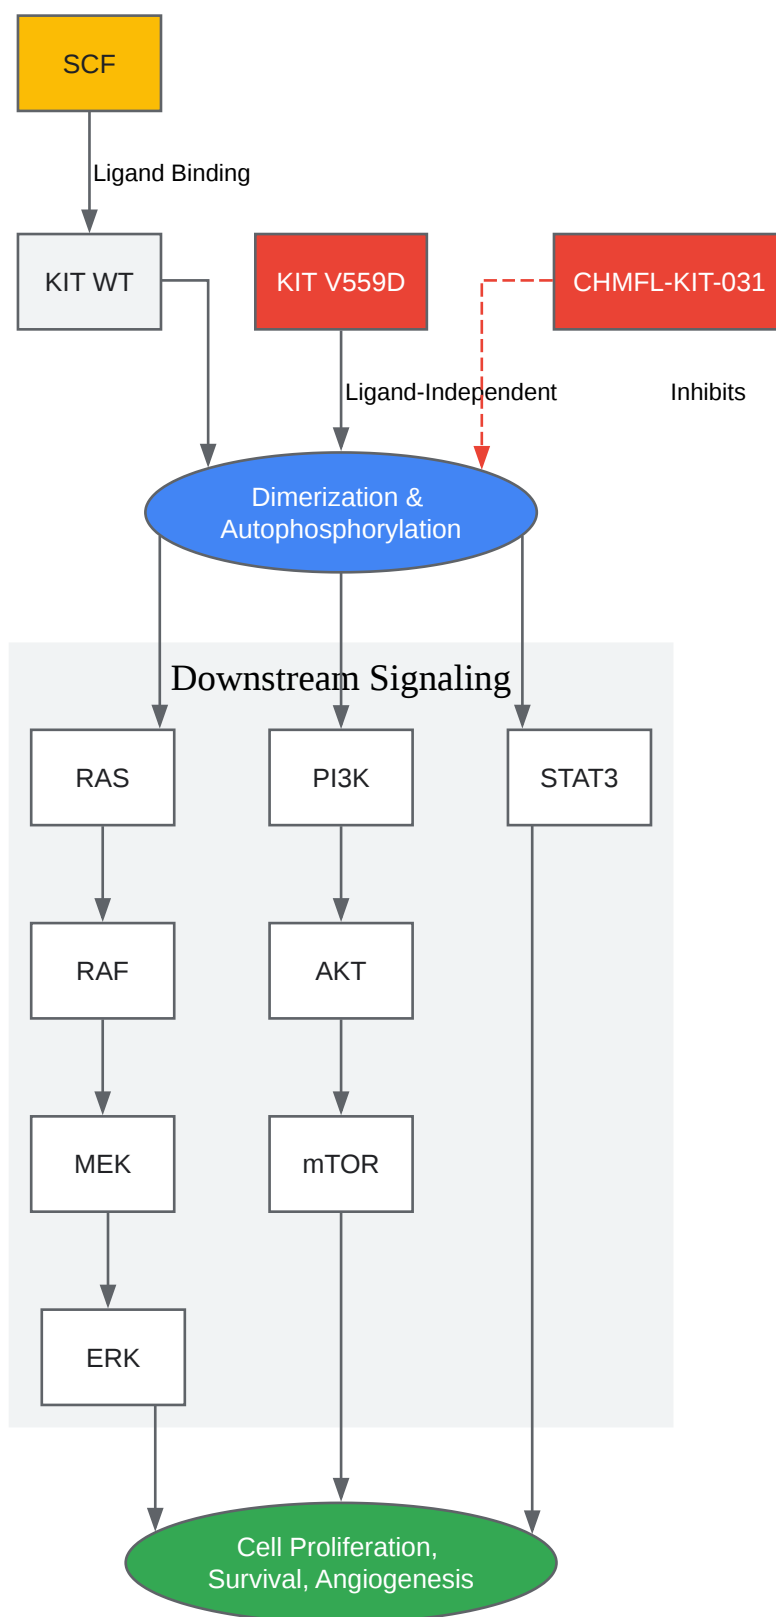 SCF
Ligand Binding
KIT WT
KIT V559D
CHMFL-KIT-031
Ligand-Independent
Inhibits
Dimerization &
Autophosphorylation
Downstream Signaling
RAS
PI3K
STAT3
RAF
AKT
MEK
mTOR
ERK
Cell Proliferation,
Survival, Angiogenesis